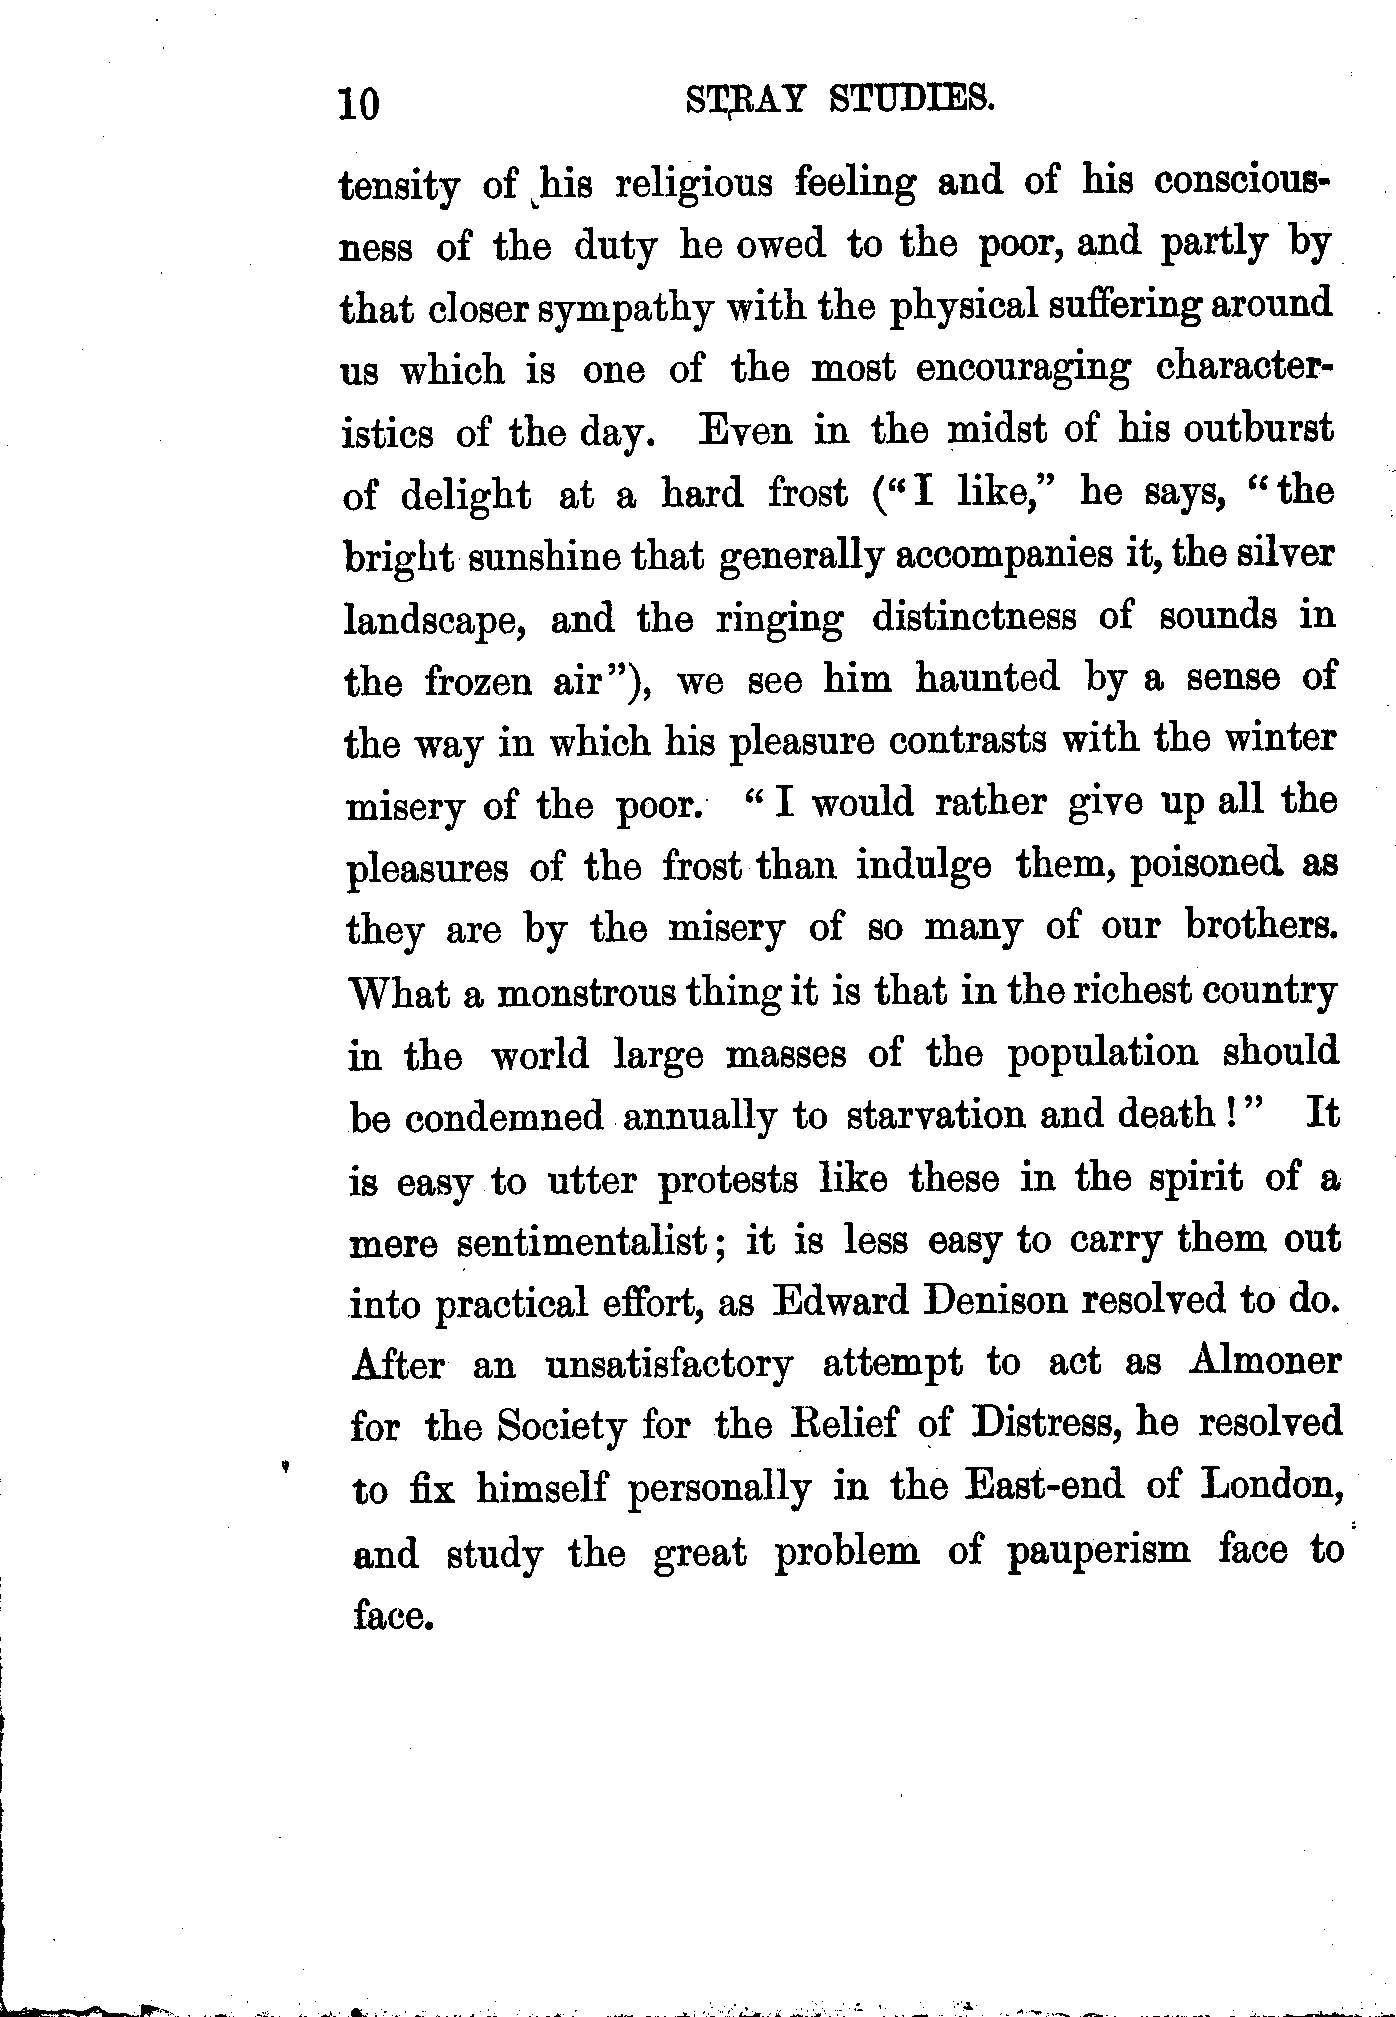 10 STRAY STUDIES.
tensity of his religious feeling and of his conscious-
ness of the duty he owed to the poor, and partly by
that closer sympathy with the physical suffering around
us which is one of the most encouraging character-
istics of the day. Even in the midst of his outburst
of delight at a hard frost (“I like,” he says, “the
bright sunshine that generally accompanies it, the silver
landscape, and the ringing distinctness of sounds in
the frozen air”), we see him haunted by a sense of
the way in which his pleasure contrasts with the winter
misery of the poor. “I would rather give up all the
pleasures of the frost than indulge them, poisoned as
they are by the misery of so many of our brothers.
What a monstrous thing it is that in the richest country
in the world large masses of the population should
be condemned annually to starvation and death!” It
is easy to utter protests like these in the spirit of a
mere sentimentalist; it is less easy to carry them out
into practical effort, as Edward Denison resolved to do.
After an unsatisfactory attempt to act as Almoner
for the Society for the Relief of Distress, he resolved
to fix himself personally in the East-end of London,
and study the great problem of pauperism face to
face.